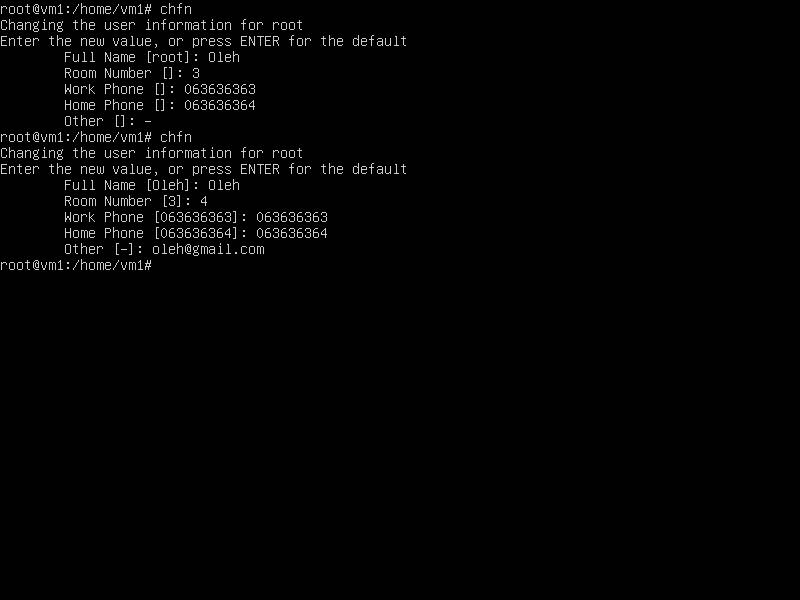 root@vm1:/home/vm1# chfn
Changing the user information for root
Enter the new value, or press ENTER for the default
        Full Name [root]: Oleh
        Room Number []: 3
        Work Phone []: 063636363
        Home Phone []: 063636364
        Other []: -
root@vm1:/home/vm1# chfn
Changing the user information for root
Enter the new value, or press ENTER for the default
        Full Name [Oleh]: Oleh
        Room Number [3]: 4
        Work Phone [063636363]: 063636363
        Home Phone [063636364]: 063636364
        Other [-]: oleh@gmail.com
root@vm1:/home/vm1#